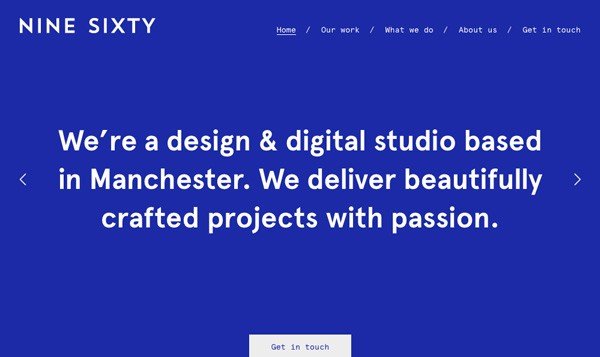 NINE SIXTY
Home / Our work / What we do / About us / Get in touch
We’re a design & digital studio based
in Manchester. We deliver beautifully
crafted projects with passion.
Get in touch